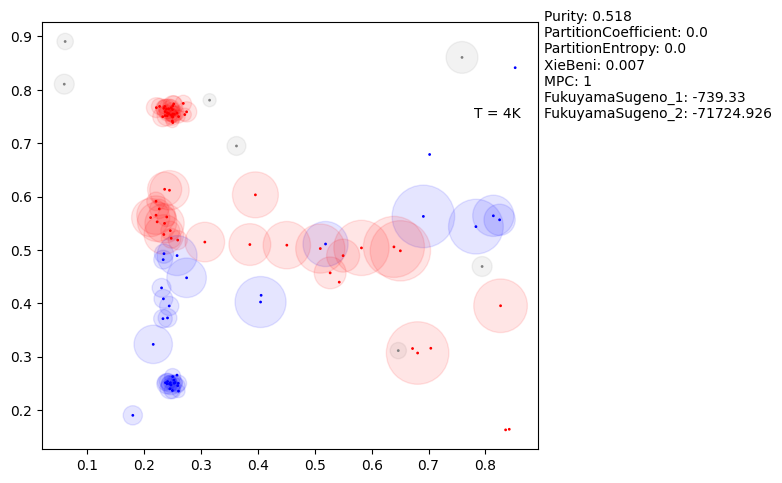 Purity: 0.518
PartitionCoefficient: 0.0
PartitionEntropy: 0.0
XieBeni: 0.007
MPC: 1
FukuyamaSugeno_1: -739.33
FukuyamaSugeno_2: -71724.926
T = 4K
0.9
0.8
0.7
0.6
0.5
0.4
0.3
0.2
0.1 0.2 0.3 0.4 0.5 0.6 0.7 0.8